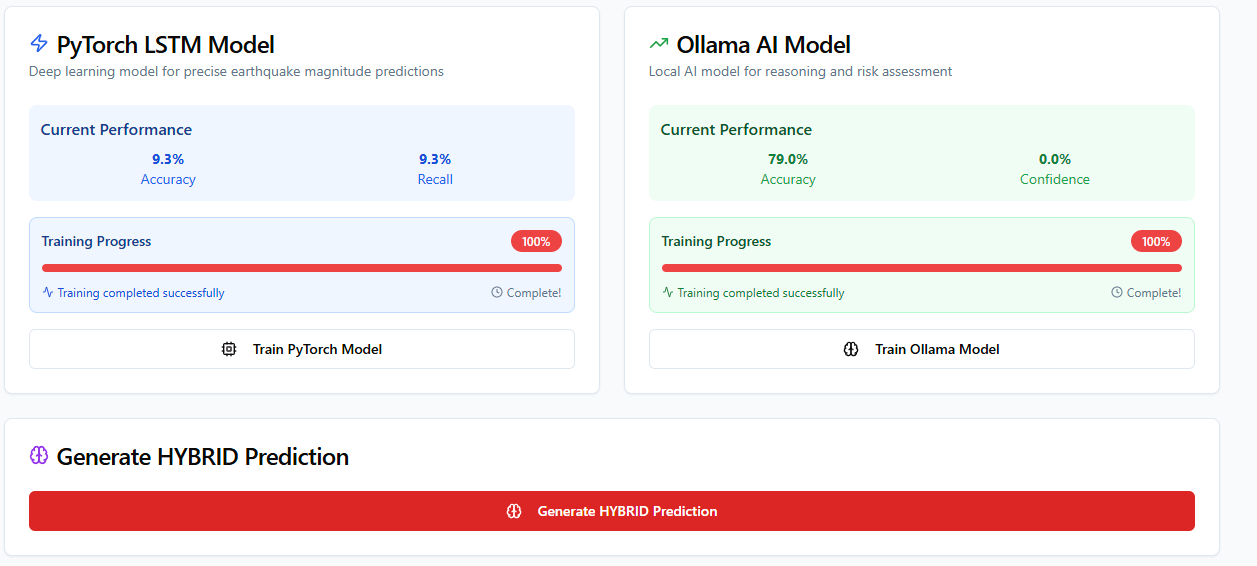 PyTorch LSTM Model
Deep learning model for precise earthquake magnitude predictions
Current Performance
9.3% 9.3%
Accuracy Recall
Training Progress 100%
Training completed successfully Complete!
Train PyTorch Model
Ollama AI Model
Local AI model for reasoning and risk assessment
Current Performance
79.0% 0.0%
Accuracy Confidence
Training Progress 100%
Training completed successfully Complete!
Train Ollama Model
Generate HYBRID Prediction
Generate HYBRID Prediction